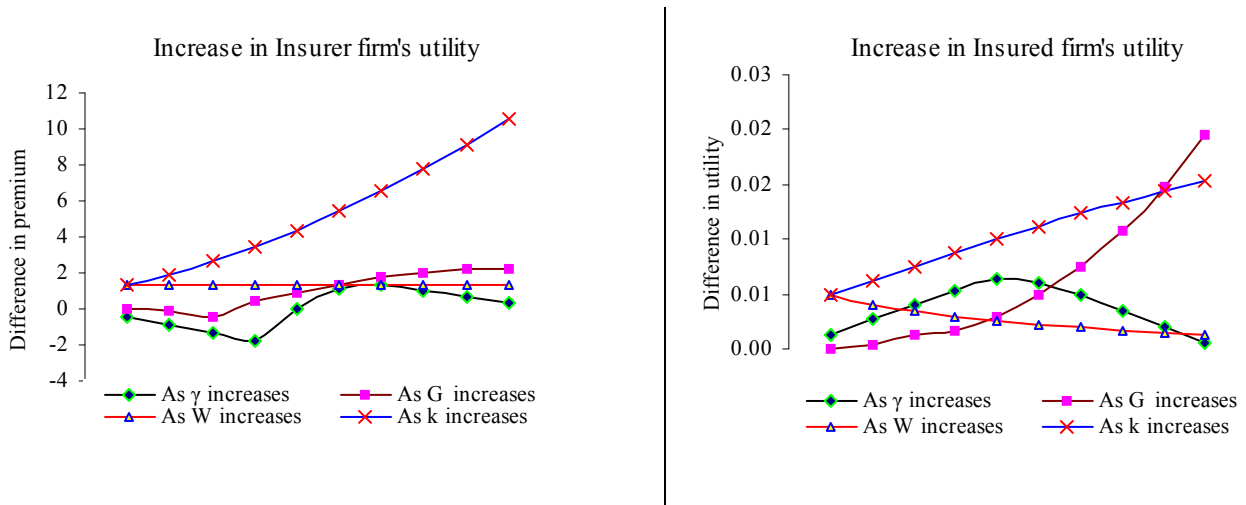 Increase in Insurer firm's utility
Difference in premium
12
10
8
6
4
2
0
-2
-4
As γ increases
As G increases
As W increases
As k increases
Increase in Insured firm's utility
Difference in utility
0.03
0.02
0.02
0.01
0.01
0.00
As γ increases
As G increases
As W increases
As k increases